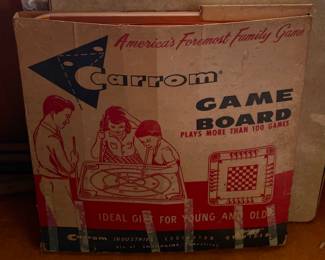 America's Foremost Family Game
Carrom®
GAME
BOARD
PLAYS MORE THAN 100 GAMES
IDEAL GIFT FOR YOUNG AND OLD
Carrom INDUSTRIES